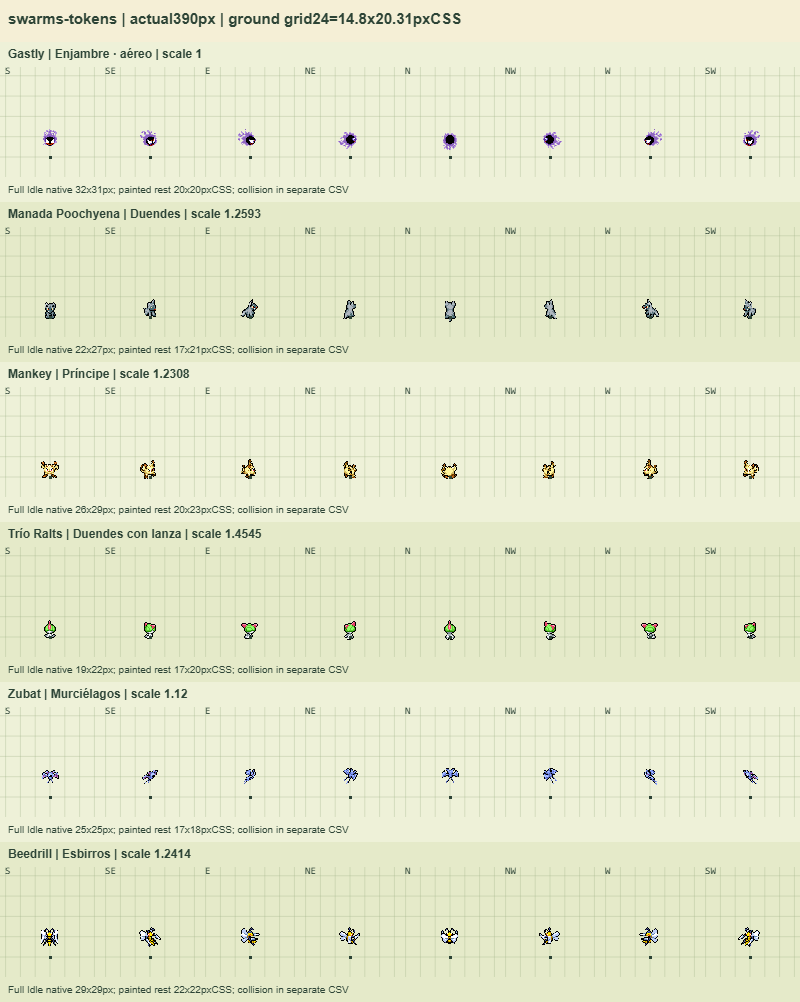 swarms-tokens | actual390px | ground grid24=14.8x20.31pxCSS
Gastly | Enjambre · aéreo | scale 1
S SE E NE N NW W SW
Full Idle native 32x31px; painted rest 20x20pxCSS; collision in separate CSV
Manada Poochyena | Duendes | scale 1.2593
S SE E NE N NW W SW
Full Idle native 22x27px; painted rest 17x21pxCSS; collision in separate CSV
Mankey | Príncipe | scale 1.2308
S SE E NE N NW W SW
Full Idle native 26x29px; painted rest 20x23pxCSS; collision in separate CSV
Trío Ralts | Duendes con lanza | scale 1.4545
S SE E NE N NW W SW
Full Idle native 19x22px; painted rest 17x20pxCSS; collision in separate CSV
Zubat | Murciélagos | scale 1.12
S SE E NE N NW W SW
Full Idle native 25x25px; painted rest 17x18pxCSS; collision in separate CSV
Beedrill | Esbirros | scale 1.2414
S SE E NE N NW W SW
Full Idle native 29x29px; painted rest 22x22pxCSS; collision in separate CSV